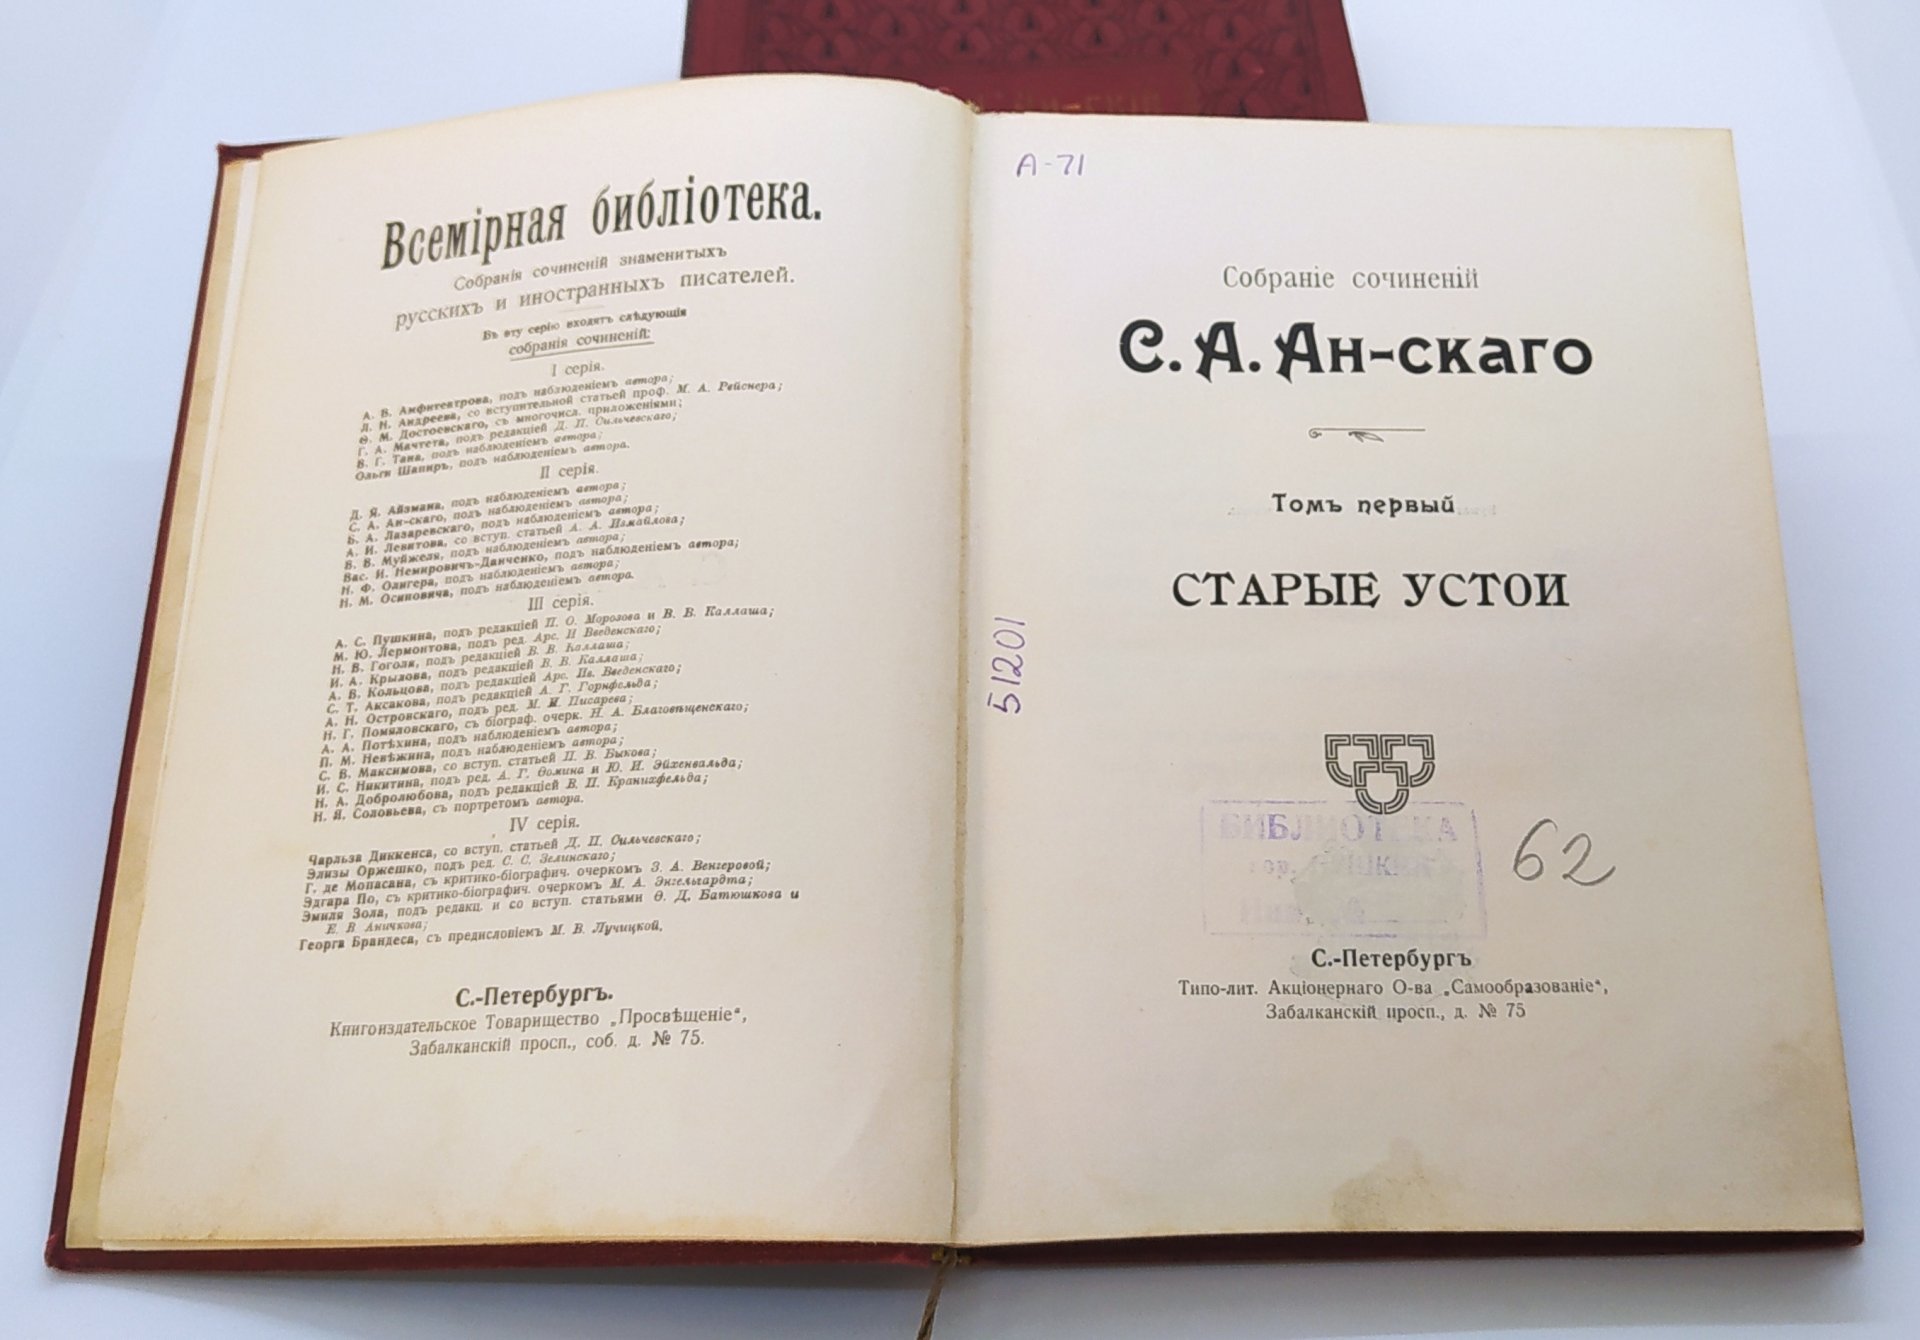 Всемірная библіотека.
Собранія сочиненій знаменитыхъ
русскихъ и иностранныхъ писателей.
Въ эту серію входятъ слѣдующія
собранія сочиненій:
I серія.
А. В. Амфитеатрова, подъ наблюденіемъ автора;
Л. Н. Андреева, со вступительной статьей проф. М. А. Рейснера;
Ѳ. М. Достоевскаго, съ многочисл. приложеніями;
Г. А. Мачтета, подъ редакціей Д. П. Сильчевскаго;
В. Г. Тана, подъ наблюденіемъ автора;
Ольги Шапиръ, подъ наблюденіемъ автора.
II серія.
Д. Я. Айзмана, подъ наблюденіемъ автора;
С. А. Ан-скаго, подъ наблюденіемъ автора;
Б. А. Лазаревскаго, подъ наблюденіемъ автора;
А. И. Левитова, со вступ. статьей А. А. Измайлова;
В. В. Муйжеля, подъ наблюденіемъ автора;
Вас. И. Немировичъ-Данченко, подъ наблюденіемъ автора;
Н. Ф. Олигера, подъ наблюденіемъ автора;
Н. М. Осиповича, подъ наблюденіемъ автора.
III серія.
А. С. Пушкина, подъ редакціей П. О. Морозова и В. В. Каллаша;
М. Ю. Лермонтова, подъ ред. Арс. И Введенскаго;
Н. В. Гоголя, подъ редакціей В. В. Каллаша;
И. А. Крылова, подъ редакціей В. В. Каллаша;
А. В. Кольцова, подъ редакціей Арс. Ив. Введенскаго;
С. Т. Аксакова, подъ редакціей А. Г. Горнфельда;
А. Н. Островскаго, подъ ред. М. И. Писарева;
Н. Г. Помяловскаго, съ біограф. очерк. Н. А. Благовѣщенскаго;
А. А. Потѣхина, подъ наблюденіемъ автора;
П. М. Невѣжина, подъ наблюденіемъ автора;
С. В. Максимова, со вступ. статьей П. В. Быкова;
И. С. Никитина, подъ ред. А. Г. Ѳомина и Ю. И. Эйхенвальда;
Н. А. Добролюбова, подъ редакціей В. П. Кранихфельда;
Н. Я. Соловьева, съ портретомъ автора.
IV серія.
Чарльза Диккенса, со вступ. статьей Д. П. Сильчевскаго;
Элизы Оржешко, подъ ред. С. С. Зелинскаго;
Г. де Мопасана, съ критико-біографич. очеркомъ З. А. Венгеровой;
Эдгара По, съ критико-біографич. очеркомъ М. А. Энгельгардта;
Эмиля Зола, подъ редакц. и со вступ. статьями Ѳ. Д. Батюшкова и
Е. В Аничкова;
Георга Брандеса, съ предисловіемъ М. В. Лучицкой.
С.-Петербургъ.
Книгоиздательское Товарищество „Просвѣщеніе“,
Забалканскій просп., соб. д. № 75.
А-71
Собраніе сочиненій
С. А. Ан-скаго
Томъ первый
СТАРЫЕ УСТОИ
51201
БИБЛИОТЕКА
гор.
62
С.-Петербургъ
Типо-лит. Акціонернаго О-ва „Самообразованіе“,
Забалканскій просп., д. № 75